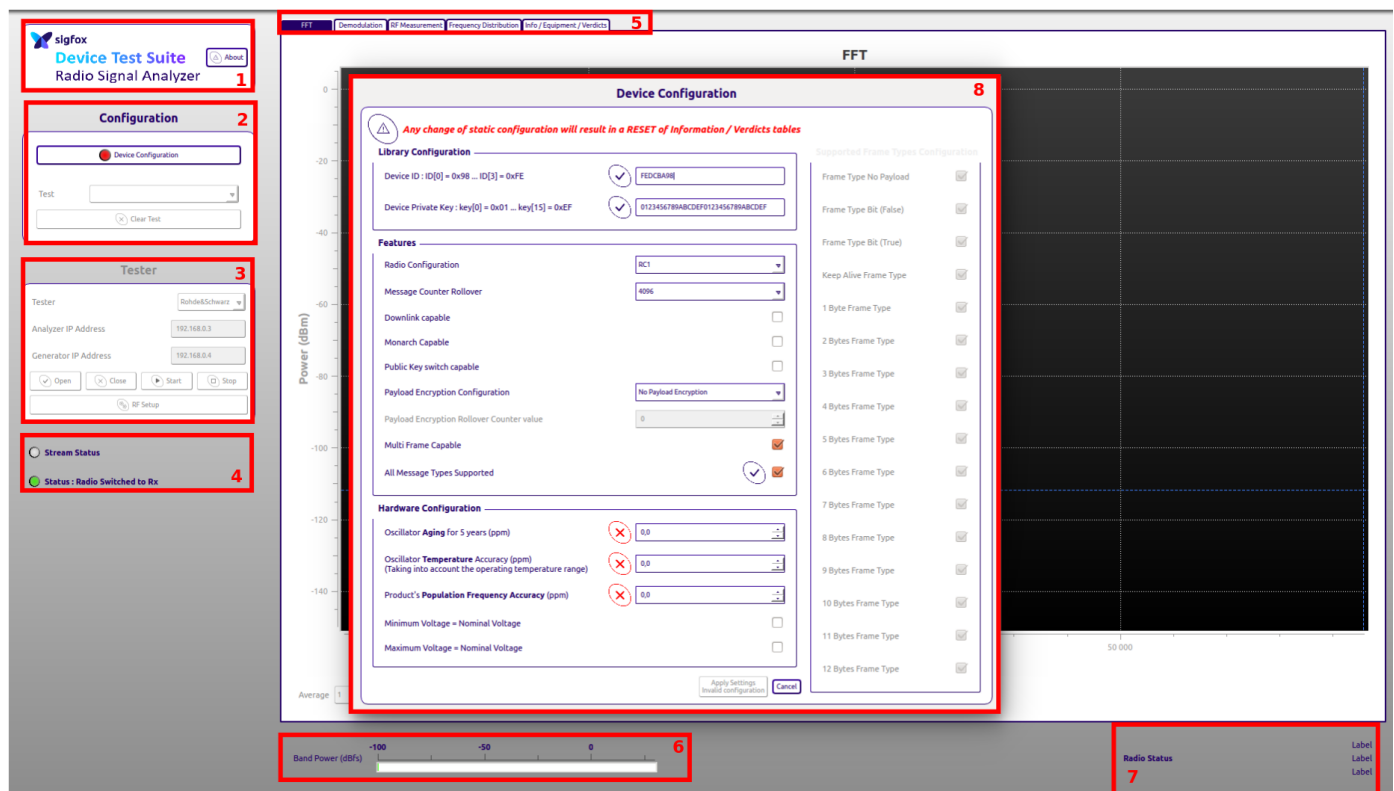 sigfox
Device Test Suite
About
Radio Signal Analyzer
1
Configuration
2
Device Configuration
Test
Clear Test
Tester
3
Tester
Rohde&Schwarz
Analyzer IP Address
192.168.0.3
Generator IP Address
192.168.0.4
Open
Close
Start
Stop
RF Setup
Stream Status
Status : Radio Switched to Rx
4
FFT
Demodulation
RF Measurement
Frequency Distribution
Info / Equipment / Verdicts
5
FFT
Power (dBm)
0
-20
-40
-60
-80
-100
-120
-140
50 000
Average
1
Device Configuration
8
Any change of static configuration will result in a RESET of Information / Verdicts tables
Library Configuration
Device ID : ID[0] = 0x98 ... ID[3] = 0xFE
FEDCBA98
Device Private Key : key[0] = 0x01 ... key[15] = 0xEF
0123456789ABCDEF0123456789ABCDEF
Features
Radio Configuration
RC1
Message Counter Rollover
4096
Downlink capable
Monarch Capable
Public Key switch capable
Payload Encryption Configuration
No Payload Encryption
Payload Encryption Rollover Counter value
0
Multi Frame Capable
All Message Types Supported
Hardware Configuration
Oscillator Aging for 5 years (ppm)
0,0
Oscillator Temperature Accuracy (ppm)
(Taking into account the operating temperature range)
0,0
Product's Population Frequency Accuracy (ppm)
0,0
Minimum Voltage = Nominal Voltage
Maximum Voltage = Nominal Voltage
Supported Frame Types Configuration
Frame Type No Payload
Frame Type Bit (False)
Frame Type Bit (True)
Keep Alive Frame Type
1 Byte Frame Type
2 Bytes Frame Type
3 Bytes Frame Type
4 Bytes Frame Type
5 Bytes Frame Type
6 Bytes Frame Type
7 Bytes Frame Type
8 Bytes Frame Type
9 Bytes Frame Type
10 Bytes Frame Type
11 Bytes Frame Type
12 Bytes Frame Type
Apply Settings
Invalid configuration
Cancel
Band Power (dBfs)
-100
-50
0
6
Radio Status
Label
Label
Label
7